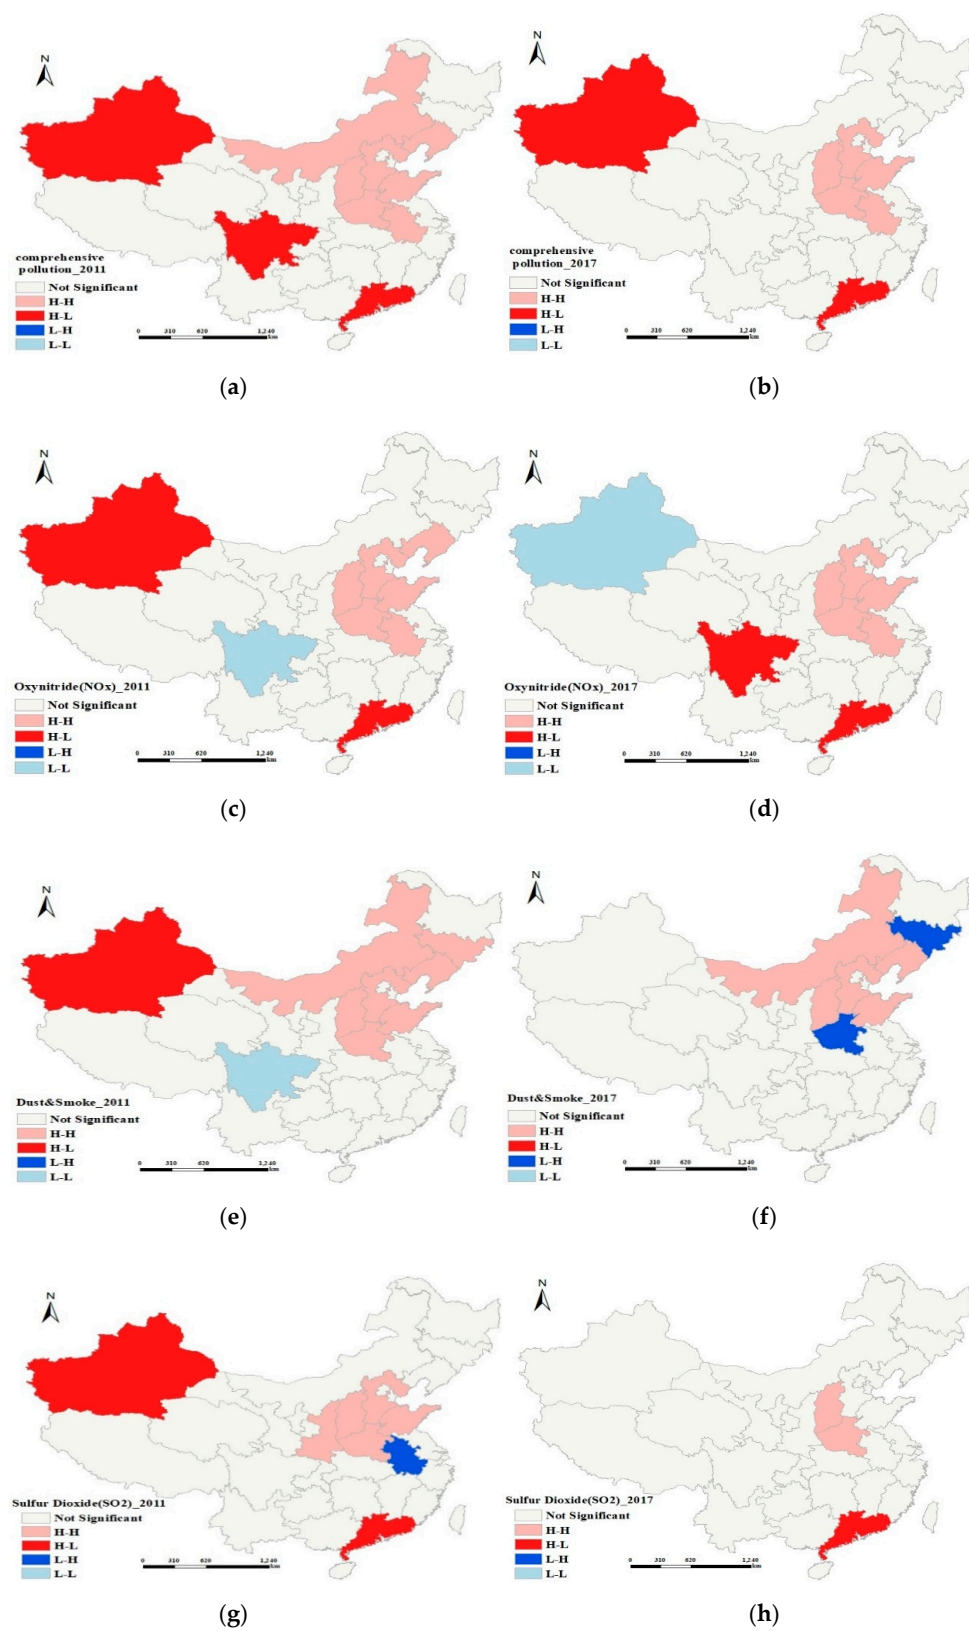 N
comprehensive
pollution_2011
Not Significant
H-H
H-L
L-H
L-L
0 310 620 1,240
km
(a)
N
comprehensive
pollution_2017
Not Significant
H-H
H-L
L-H
L-L
0 310 620 1,240
km
(b)
N
Oxynitride(NOx)_2011
Not Significant
H-H
H-L
L-H
L-L
0 310 620 1,240
km
(c)
N
Oxynitride(NOx)_2017
Not Significant
H-H
H-L
L-H
L-L
0 310 620 1,240
km
(d)
N
Dust&Smoke_2011
Not Significant
H-H
H-L
L-H
L-L
0 310 620 1,240
km
(e)
N
Dust&Smoke_2017
Not Significant
H-H
H-L
L-H
L-L
0 310 620 1,240
km
(f)
N
Sulfur Dioxide(SO2)_2011
Not Significant
H-H
H-L
L-H
L-L
0 310 620 1,240
km
(g)
N
Sulfur Dioxide(SO2)_2017
Not Significant
H-H
H-L
L-H
L-L
0 310 620 1,240
km
(h)